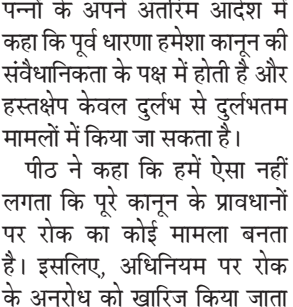 पन्नों के अपने अंतरिम आदेश में
कहा कि पूर्व धारणा हमेशा कानून की
संवैधानिकता के पक्ष में होती है और
हस्तक्षेप केवल दुर्लभ से दुर्लभतम
मामलों में किया जा सकता है।
पीठ ने कहा कि हमें ऐसा नहीं
लगता कि पूरे कानून के प्रावधानों
पर रोक का कोई मामला बनता
है। इसलिए, अधिनियम पर रोक
के अनुरोध को खारिज किया जाता